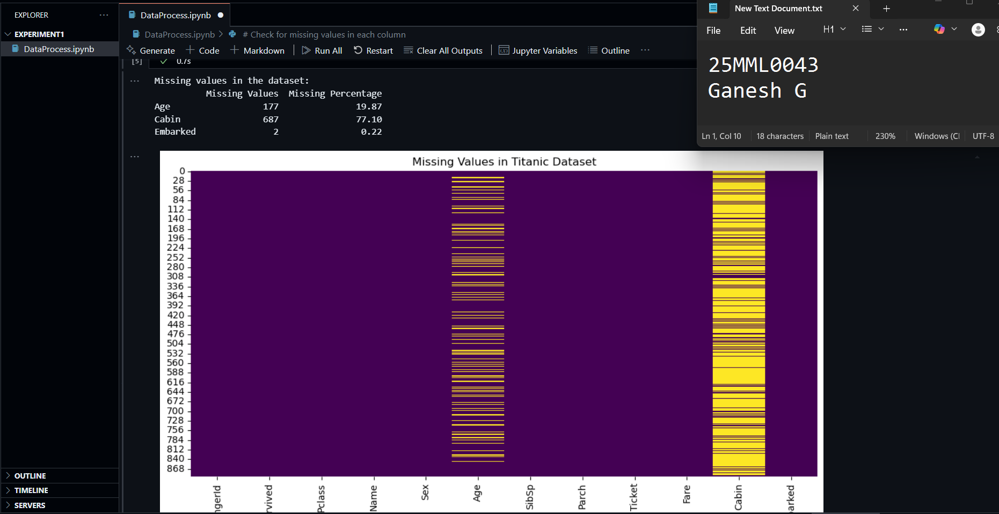 EXPLORER
EXPERIMENT1
DataProcess.ipynb
OUTLINE
TIMELINE
SERVERS
DataProcess.ipynb
DataProcess.ipynb > # Check for missing values in each column
Generate + Code + Markdown | Run All Restart Clear All Outputs | Jupyter Variables Outline ...
[5] ✓ 0.7s
Missing values in the dataset:
Missing Values Missing Percentage
Age 177 19.87
Cabin 687 77.10
Embarked 2 0.22
Missing Values in Titanic Dataset
0
28
56
84
112
140
168
196
224
252
280
308
336
364
392
420
448
476
504
532
560
588
616
644
672
700
728
756
784
812
840
868
ngerId
rvived
Pclass
Name
Sex
Age
SibSp
Parch
Ticket
Fare
Cabin
arked
New Text Document.txt
File Edit View H1
25MML0043
Ganesh G
Ln 1, Col 10 18 characters Plain text 230% Windows (Cl UTF-8